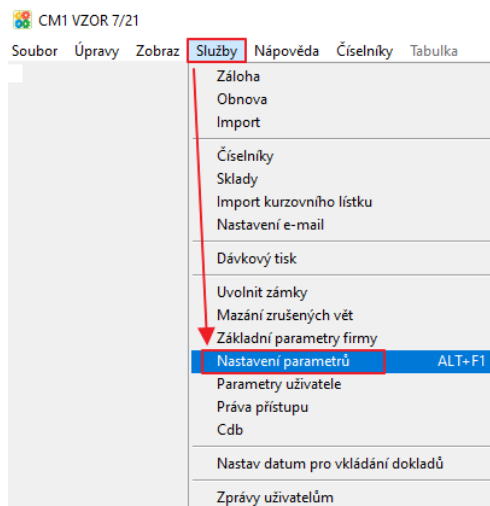 CM1 VZOR 7/21
Soubor Úpravy Zobraz Služby Nápověda Číselníky Tabulka
Záloha
Obnova
Import
Číselníky
Sklady
Import kurzovního lístku
Nastavení e-mail
Dávkový tisk
Uvolnit zámky
Mazání zrušených vět
Základní parametry firmy
Nastavení parametrů ALT+F1
Parametry uživatele
Práva přístupu
Cdb
Nastav datum pro vkládání dokladů
Zprávy uživatelům